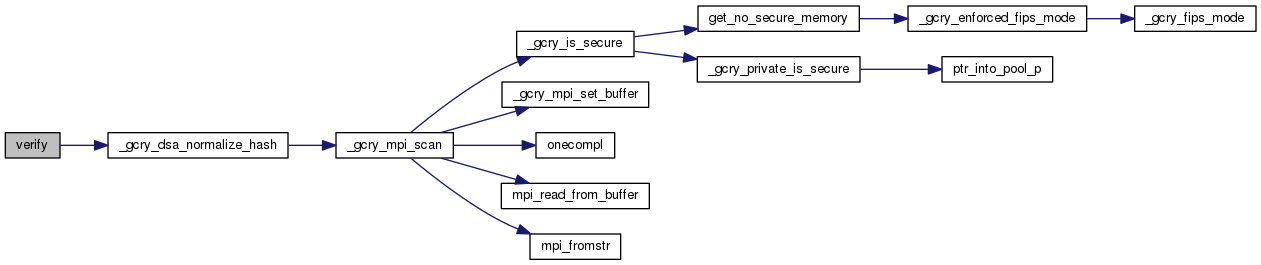 get_no_secure_memory
_gcry_enforced_fips_mode
_gcry_fips_mode
_gcry_is_secure
_gcry_private_is_secure
ptr_into_pool_p
_gcry_mpi_set_buffer
verify
_gcry_dsa_normalize_hash
_gcry_mpi_scan
onecompl
mpi_read_from_buffer
mpi_fromstr